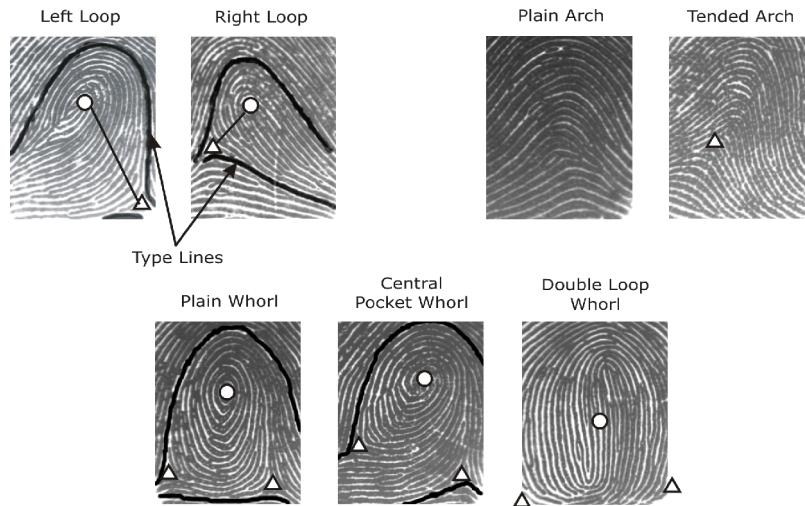 Left Loop
Right Loop
Plain Arch
Tended Arch
Type Lines
Plain Whorl
Central
Pocket Whorl
Double Loop
Whorl